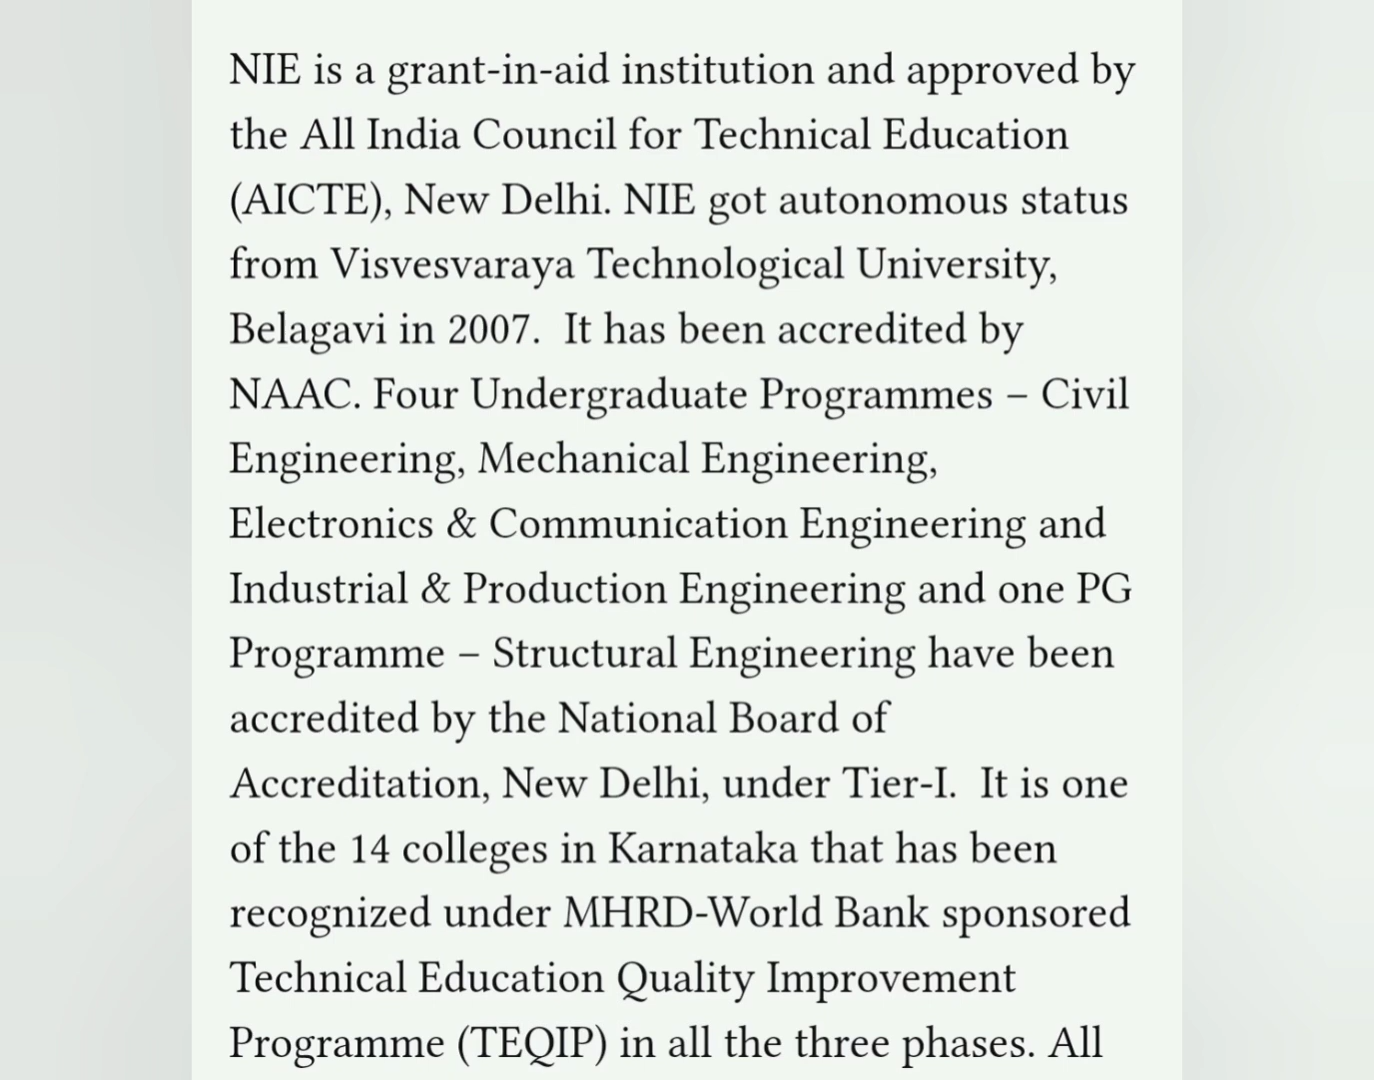 NIE is a grant-in-aid institution and approved by
the All India Council for Technical Education
(AICTE), New Delhi. NIE got autonomous status
from Visvesvaraya Technological University,
Belagavi in 2007.  It has been accredited by
NAAC. Four Undergraduate Programmes – Civil
Engineering, Mechanical Engineering,
Electronics & Communication Engineering and
Industrial & Production Engineering and one PG
Programme – Structural Engineering have been
accredited by the National Board of
Accreditation, New Delhi, under Tier-I.  It is one
of the 14 colleges in Karnataka that has been
recognized under MHRD-World Bank sponsored
Technical Education Quality Improvement
Programme (TEQIP) in all the three phases. All